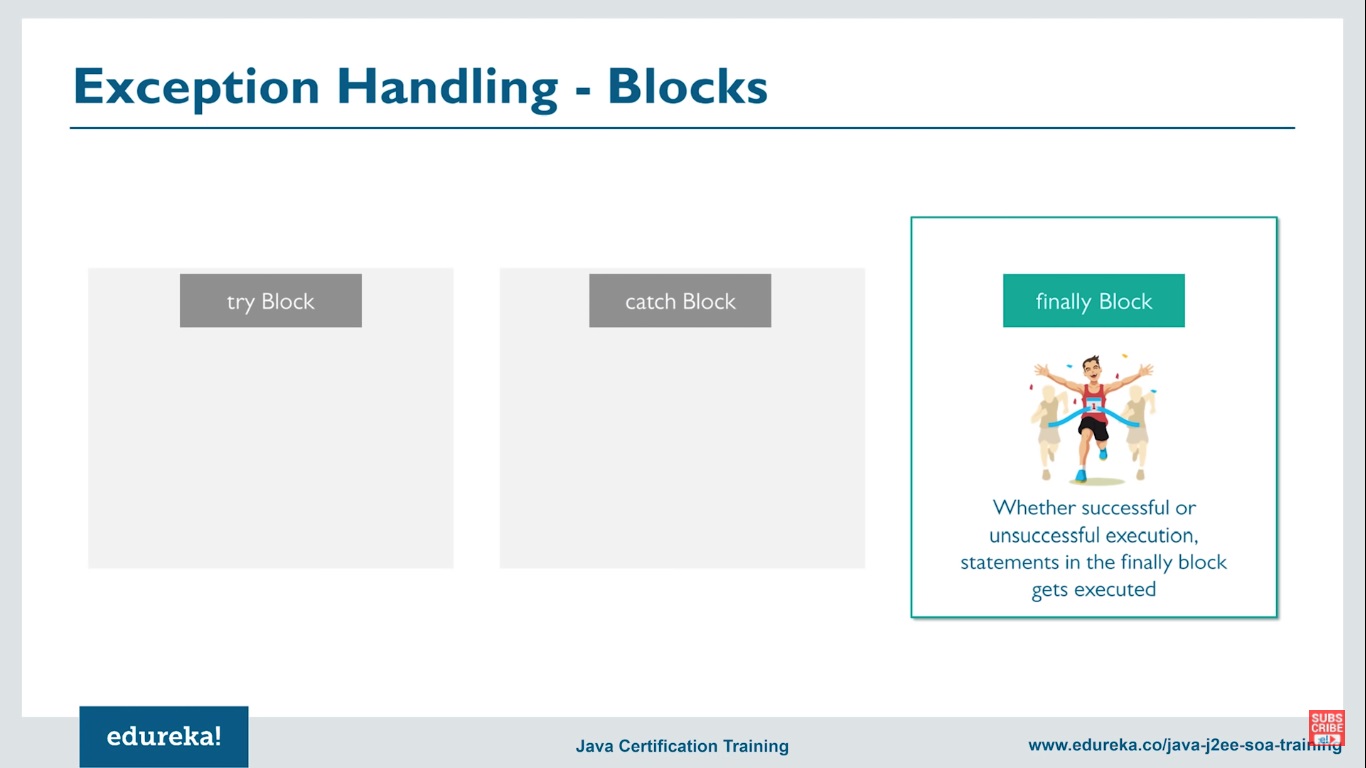 Exception Handling - Blocks
try Block
catch Block
finally Block
1
Whether successful or
unsuccessful execution,
statements in the finally block
gets executed
edureka!
Java Certification Training
www.edureka.co/java-j2ee-soa-training
SUBS
CRIBE